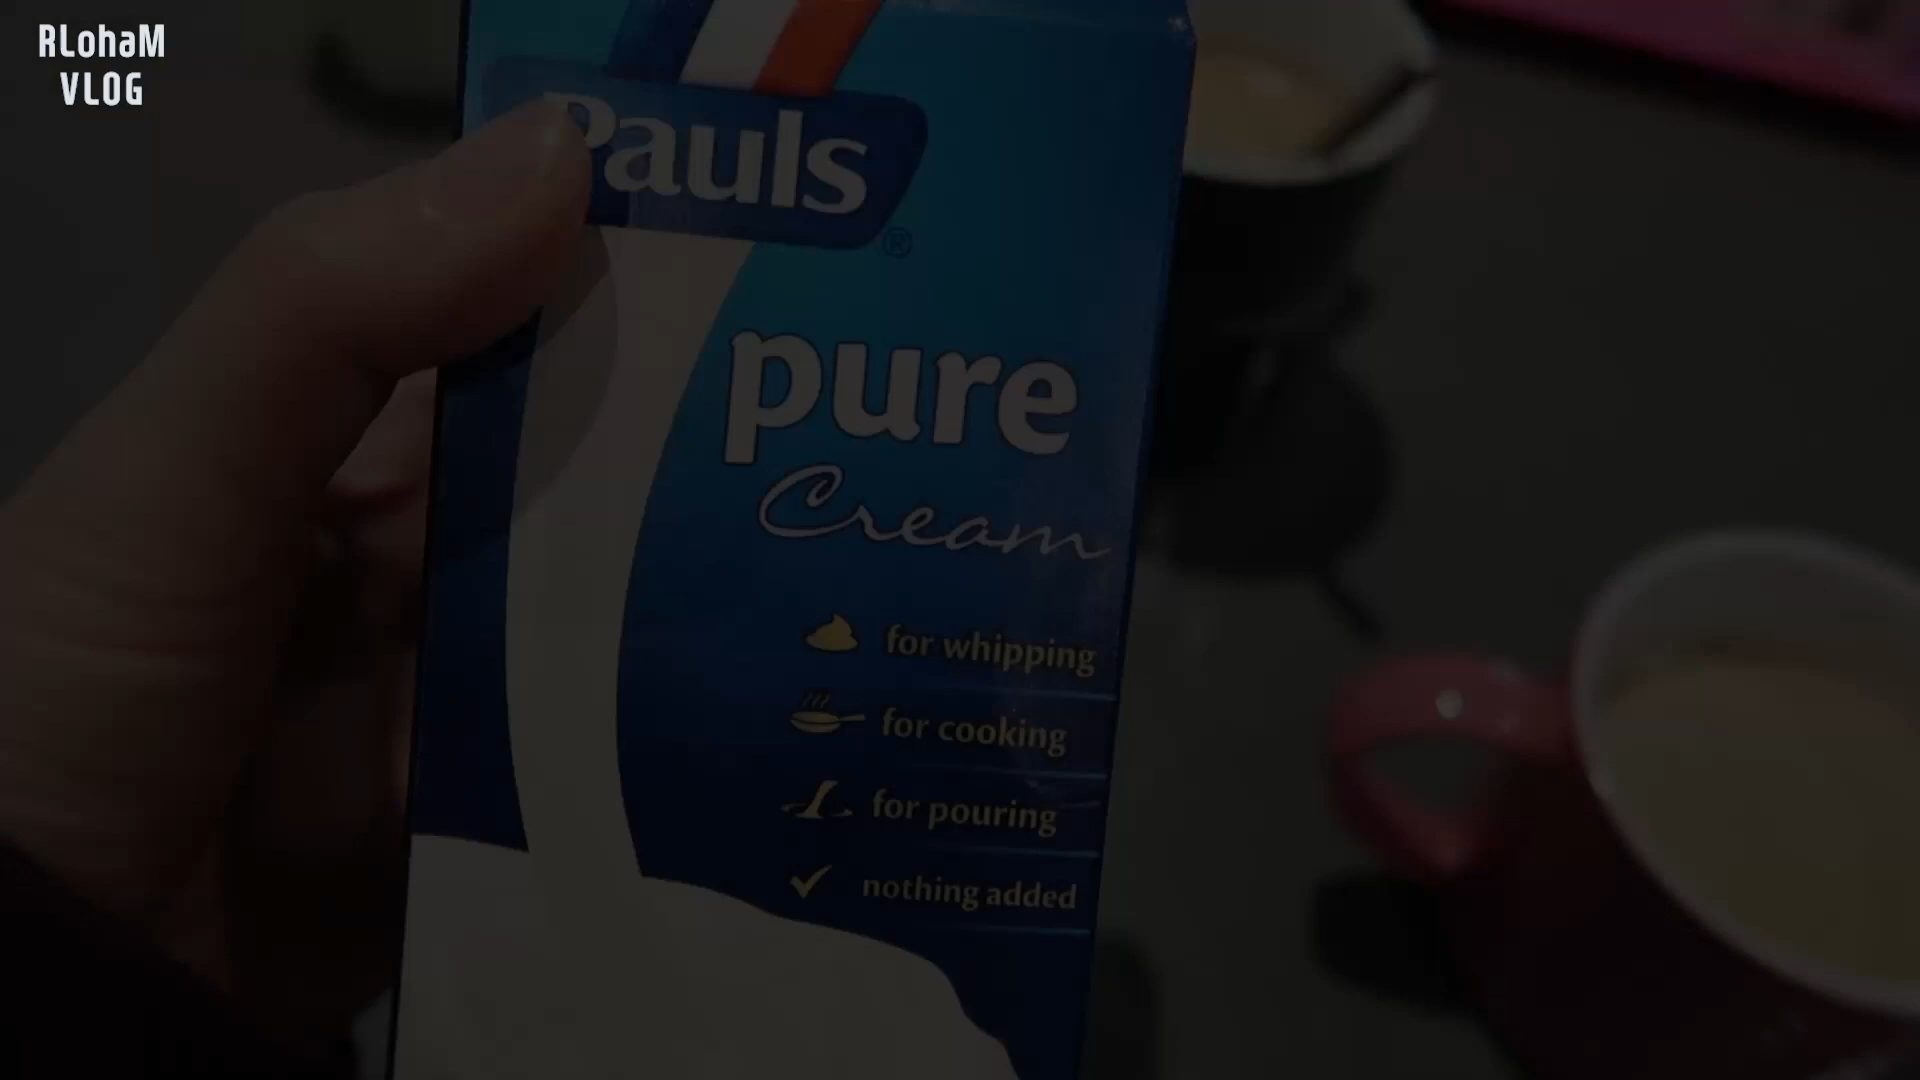 RLohaM
VLOG
Pauls
®
pure
Cream
for whipping
for cooking
for pouring
nothing added